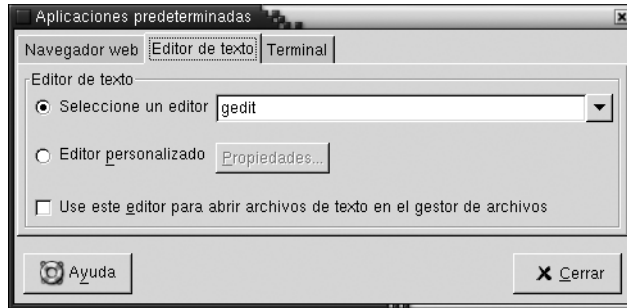 Aplicaciones predeterminadas
Navegador web Editor de texto Terminal
Editor de texto
Seleccione un editor gedit
Editor personalizado Propiedades...
Use este editor para abrir archivos de texto en el gestor de archivos
Ayuda Cerrar